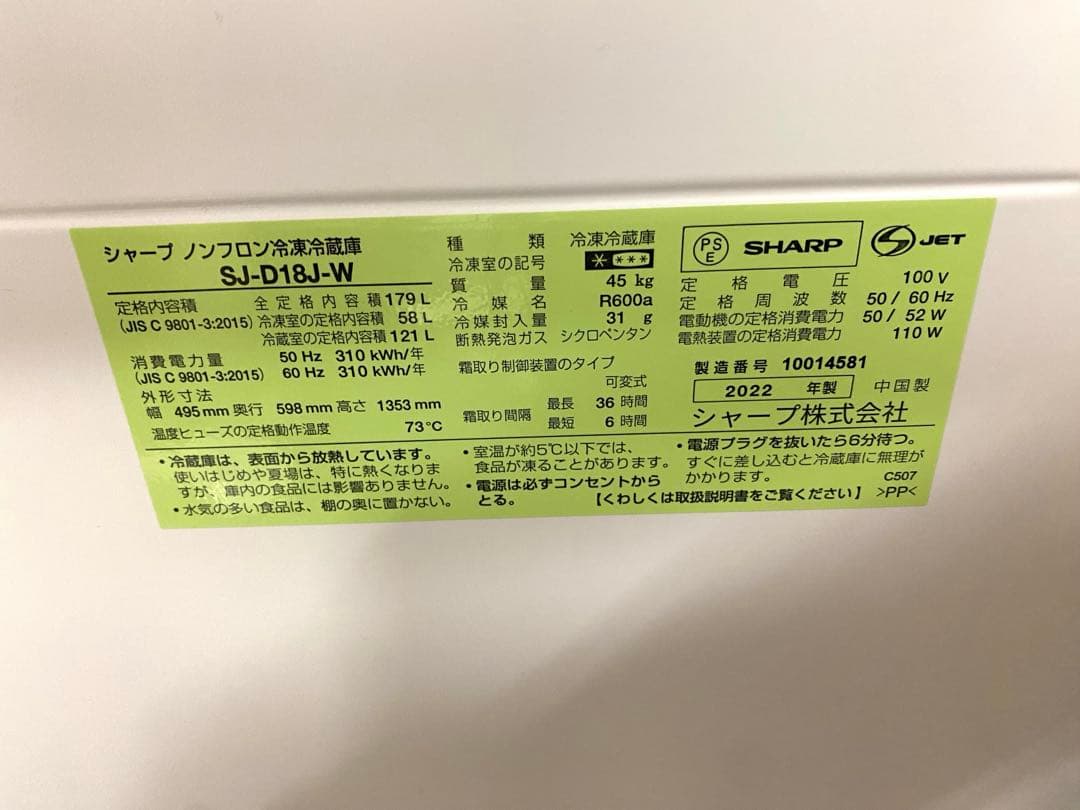 シャープ ノンフロン冷凍冷蔵庫
SJ-D18J-W
定格内容積 全定格内容積 179 L
(JIS C 9801-3:2015) 冷凍室の定格内容積 58 L
冷蔵室の定格内容積 121 L
消費電力量 50 Hz 310 kWh/年
(JIS C 9801-3:2015) 60 Hz 310 kWh/年
外形寸法
幅 495 mm 奥行 598 mm 高さ 1353 mm
温度ヒューズの定格動作温度 73℃
種類 冷凍冷蔵庫
冷凍室の記号 * ***
質量 45 kg
冷媒名 R600a
冷媒封入量 31 g
断熱発泡ガス シクロペンタン
霜取り制御装置のタイプ
可変式
霜取り間隔 最長 36 時間
最短 6 時間
PS E SHARP S JET
定格電圧 100 V
定格周波数 50 / 60 Hz
電動機の定格消費電力 50 / 52 W
電熱装置の定格消費電力 110 W
製造番号 10014581
2022 年製 中国製
シャープ株式会社
・冷蔵庫は、表面から放熱しています。
使いはじめや夏場は、特に熱くなりま
すが、庫内の食品には影響ありません。
・水気の多い食品は、棚の奥に置かない。
・室温が約5℃以下では、
食品が凍ることがあります。
・電源は必ずコンセントから
とる。
・電源プラグを抜いたら6分待つ。
すぐに差し込むと冷蔵庫に無理が
かかります。 C507
【くわしくは取扱説明書をご覧ください】 >PP<